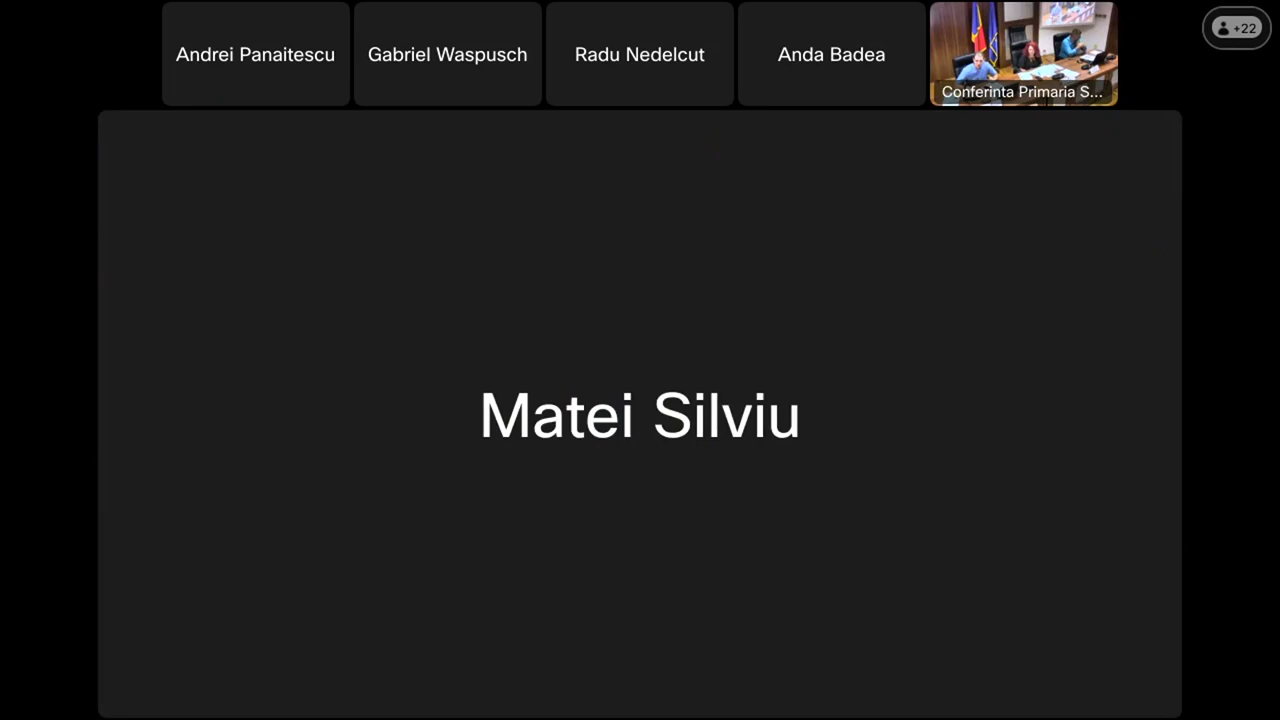 Andrei Panaitescu
Gabriel Waspusch
Radu Nedelcut
Anda Badea
Conferinta Primaria S...
+22
Matei Silviu